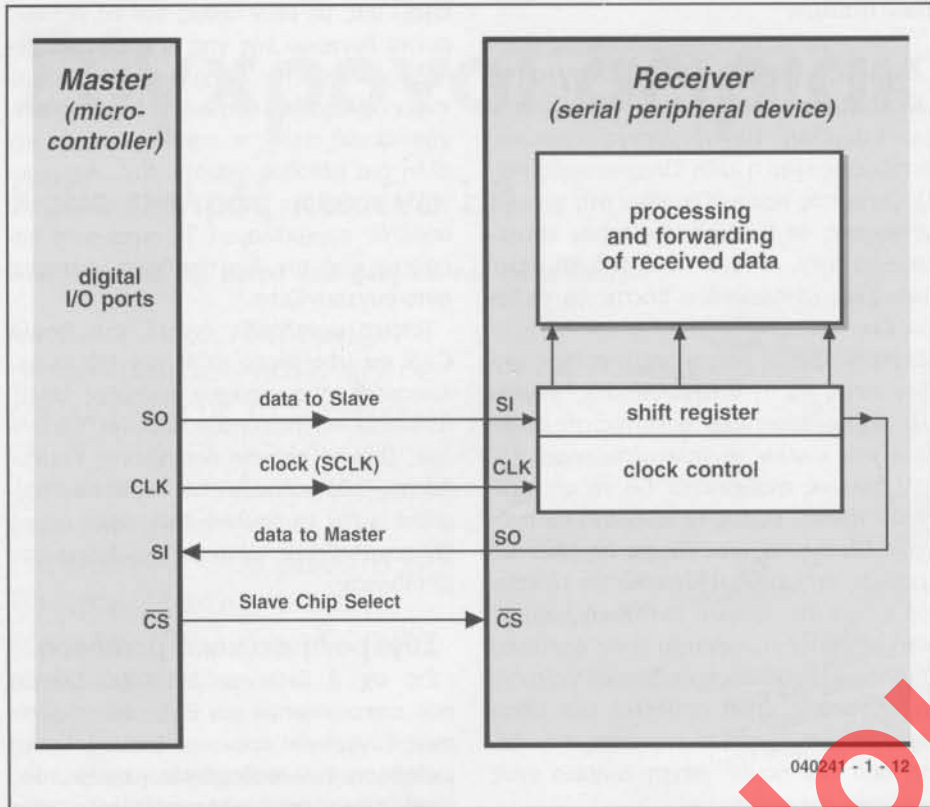 Master
(micro-
controller)
digital
I/O ports
SO
CLK
SI
C̅S̅
data to Slave
clock (SCLK)
data to Master
Slave Chip Select
Receiver
(serial peripheral device)
processing
and forwarding
of received data
SI
CLK
SO
C̅S̅
shift register
clock control
040241 - 1 - 12